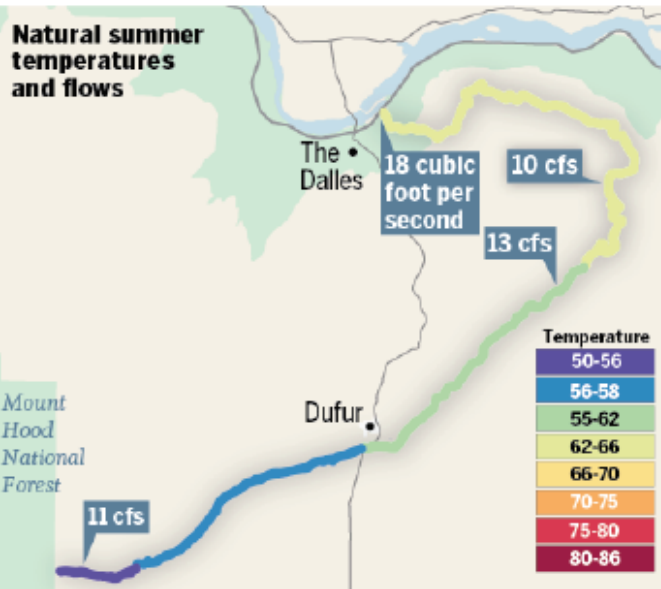 Natural summer
temperatures
and flows
The
Dalles
18 cubic
foot per
second
10 cfs
13 cfs
Temperature
50-56
56-58
55-62
62-66
66-70
70-75
75-80
80-86
Mount
Hood
National
Forest
Dufur
11 cfs